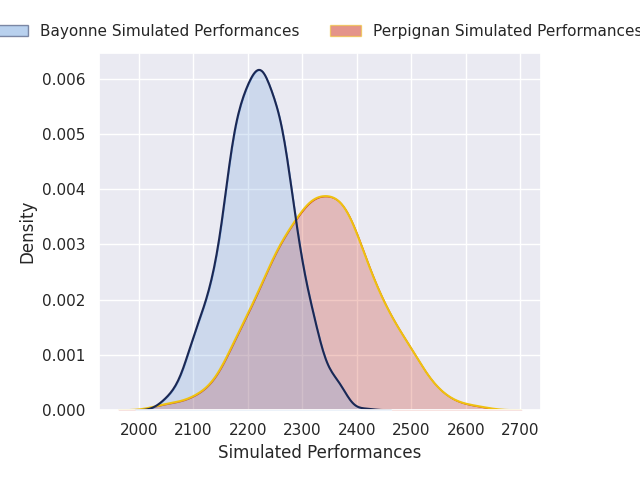 Bayonne Simulated Performances
Perpignan Simulated Performances
0.006
0.005
0.004
0.003
0.002
0.001
0.000
Density
2000 2100 2200 2300 2400 2500 2600 2700
Simulated Performances